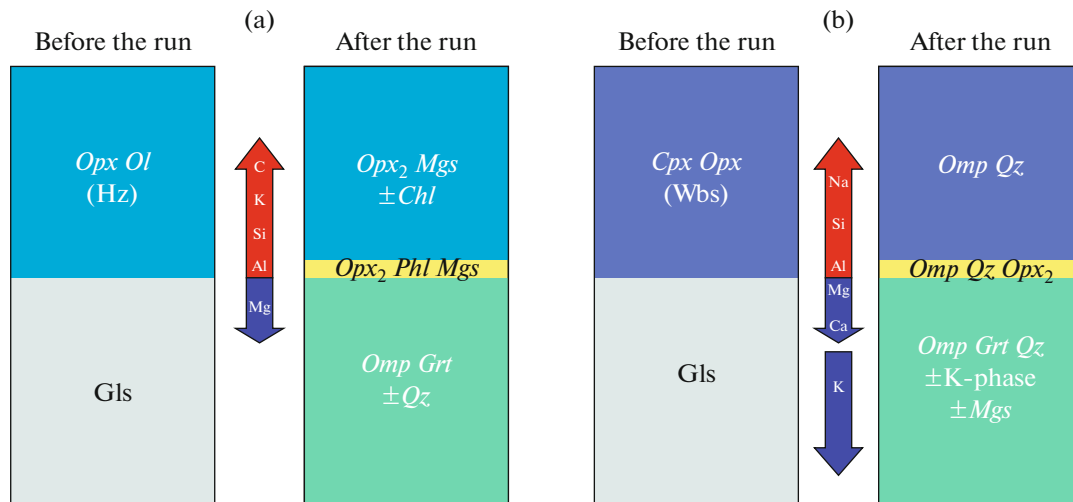 (a)
Before the run
After the run
Opx Ol
(Hz)
C
K
Si
Al
Mg
Opx₂ Mgs
±Chl
Opx₂ Phl Mgs
Gls
Omp Grt
±Qz
(b)
Before the run
After the run
Cpx Opx
(Wbs)
Na
Si
Al
Mg
Ca
K
Omp Qz
Omp Qz Opx₂
Gls
Omp Grt Qz
±K-phase
±Mgs